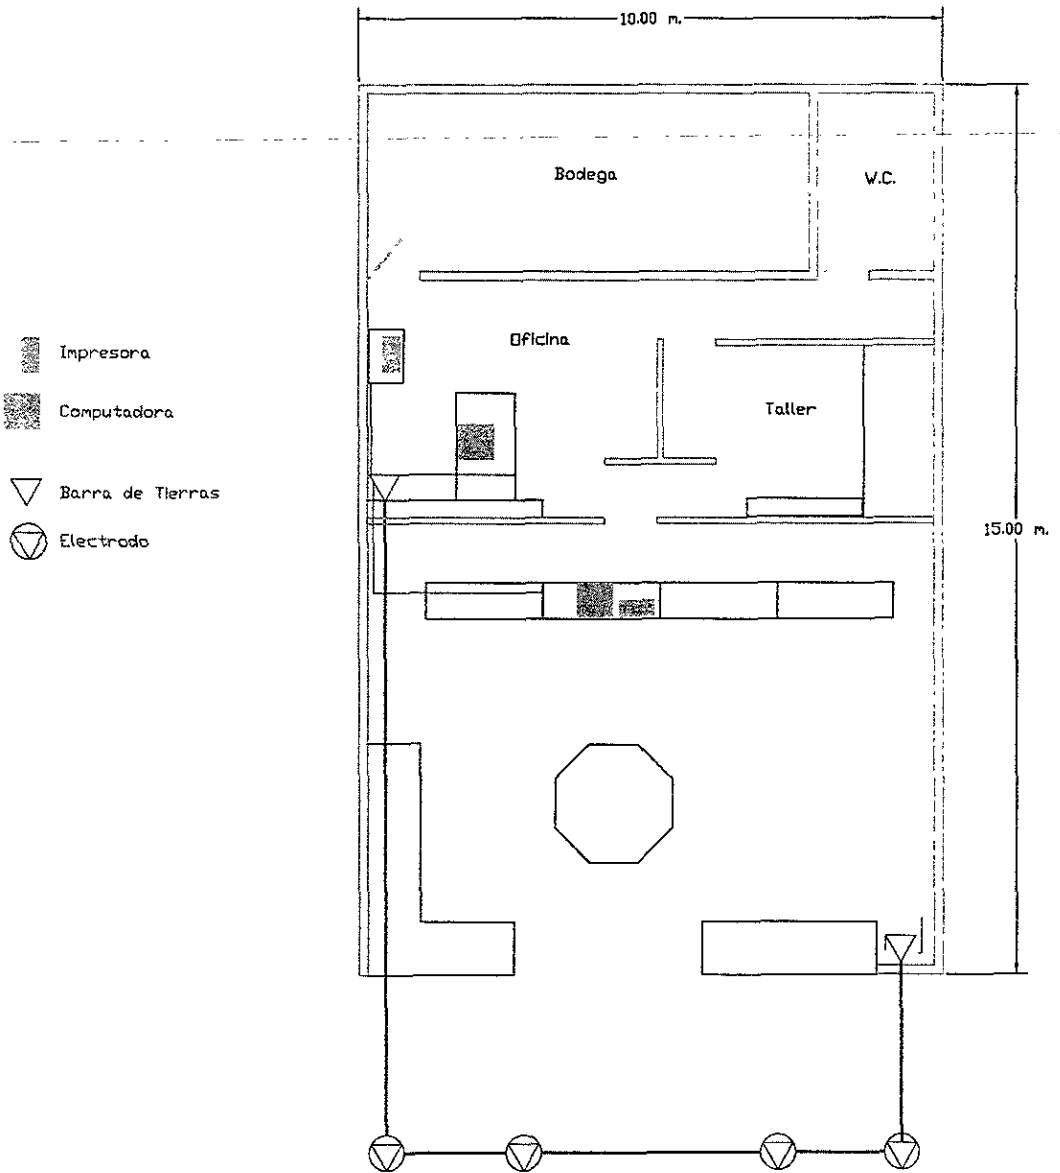 10.00 m.
Bodega
W.C.
Oficina
Impresora
Computadora
Taller
Barra de Tierras
15.00 m.
Electrodo